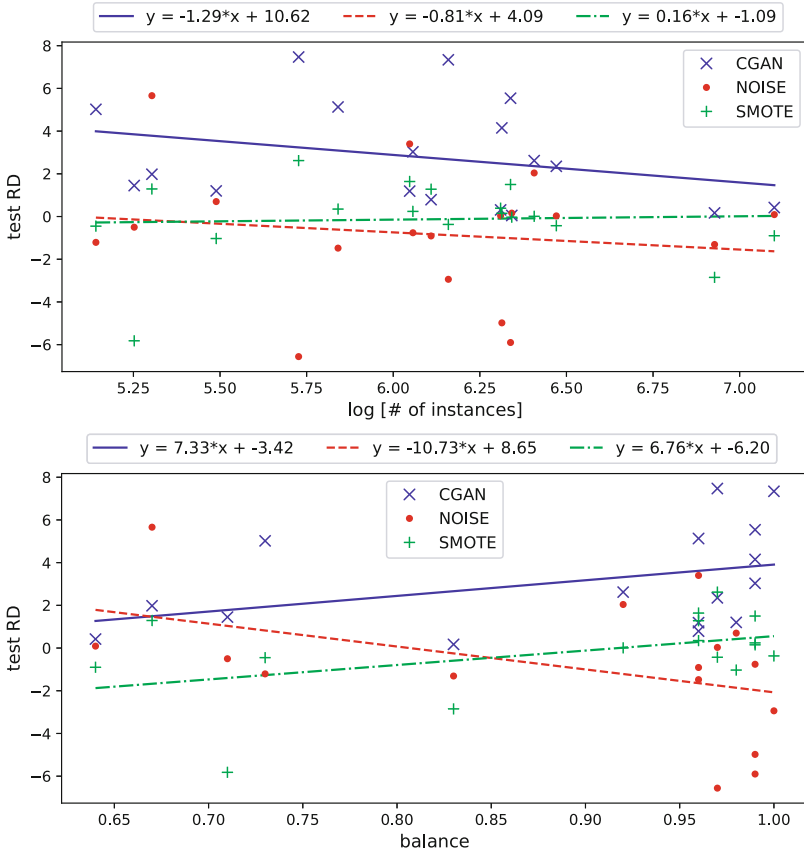 y = -1.29*x + 10.62 y = -0.81*x + 4.09 y = 0.16*x + -1.09
8
6
4
2
0
−2
−4
−6
test RD
CGAN
NOISE
SMOTE
5.25 5.50 5.75 6.00 6.25 6.50 6.75 7.00
log [# of instances]
y = 7.33*x + -3.42 y = -10.73*x + 8.65 y = 6.76*x + -6.20
8
6
4
2
0
−2
−4
−6
test RD
CGAN
NOISE
SMOTE
0.65 0.70 0.75 0.80 0.85 0.90 0.95 1.00
balance